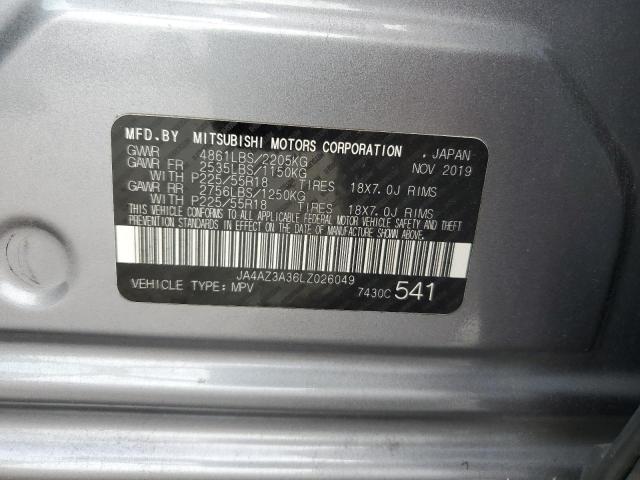 MFD.BY MITSUBISHI MOTORS CORPORATION . JAPAN
GVWR 4861LBS/2205KG NOV 2019
GAWR FR 2535LBS/1150KG
WITH P225/55R18 TIRES 18X7.0J RIMS
GAWR RR 2756LBS/1250KG
WITH P225/55R18 TIRES 18X7.0J RIMS
THIS VEHICLE CONFORMS TO ALL APPLICABLE FEDERAL MOTOR VEHICLE SAFETY AND THEFT
PREVENTION STANDARDS IN EFFECT ON THE DATE OF MANUFACTURE SHOWN ABOVE.
JA4AZ3A36LZ026049
VEHICLE TYPE: MPV 7430C 541